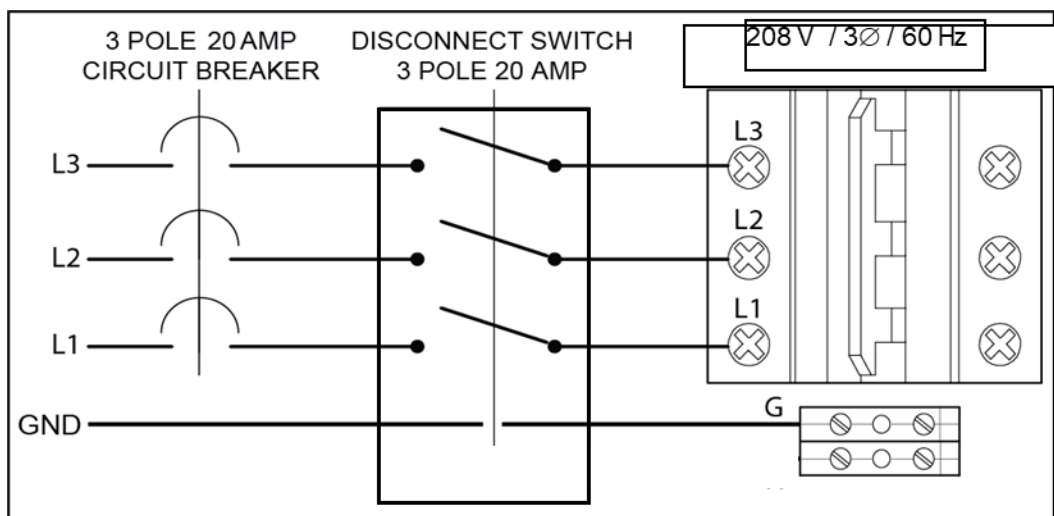 3 POLE 20 AMP
CIRCUIT BREAKER
DISCONNECT SWITCH
3 POLE 20 AMP
208 V / 3∅ / 60 Hz
L3
L3
L2
L2
L1
L1
GND
G